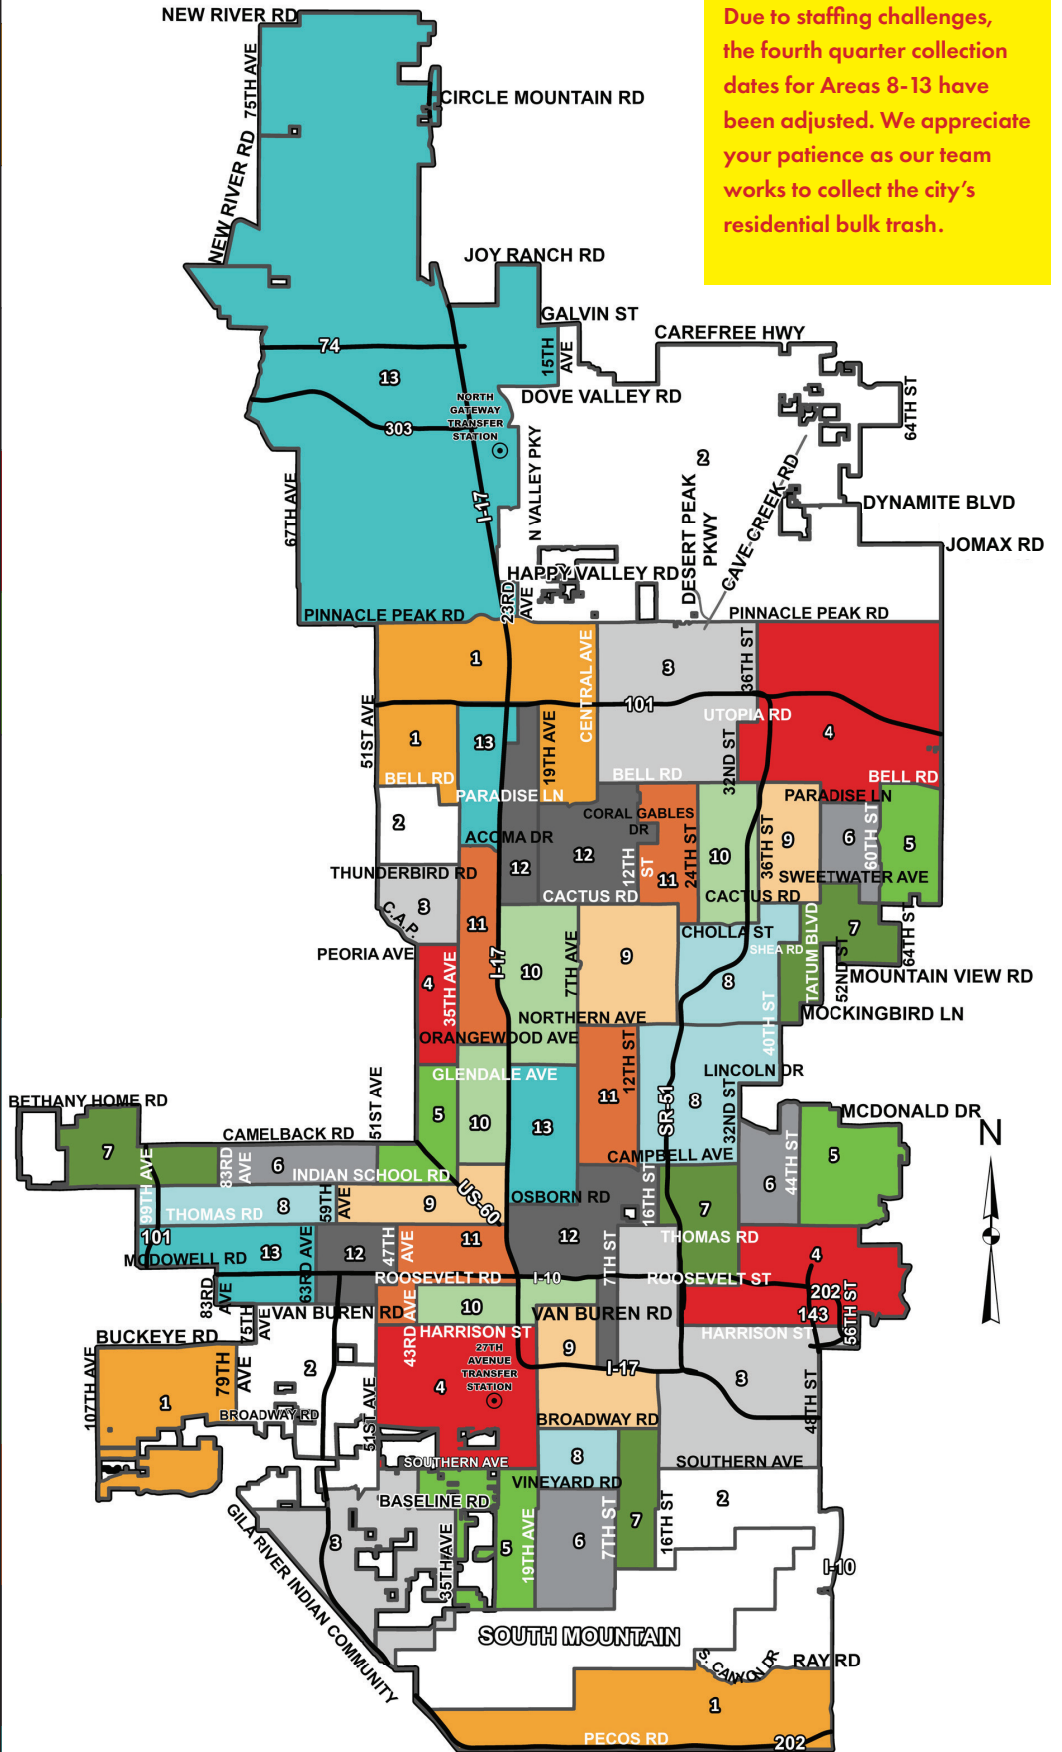 Due to staffing challenges,
the fourth quarter collection
dates for Areas 8-13 have
been adjusted. We appreciate
your patience as our team
works to collect the city's
residential bulk trash.
NEW RIVER RD
75TH AVE
CIRCLE MOUNTAIN RD
NEW RIVER RD
JOY RANCH RD
GALVIN ST
CAREFREE HWY
15TH
AVE
74
13
DOVE VALLEY RD
64TH ST
NORTH
GATEWAY
TRANSFER
STATION
303
N VALLEY PKY
2
DESERT PEAK
PKWY
CAVE CREEK RD
67TH AVE
I-17
DYNAMITE BLVD
JOMAX RD
HAPPY VALLEY RD
23RD
AVE
PINNACLE PEAK RD
PINNACLE PEAK RD
1
CENTRAL AVE
3
36TH ST
51ST AVE
101
UTOPIA RD
4
1
13
19TH AVE
32ND ST
BELL RD
BELL RD
BELL RD
PARADISE LN
PARADISE LN
2
CORAL GABLES
DR
ACOMA DR
12
12
12TH
ST
24TH ST
11
10
36TH ST
9
6
60TH ST
5
THUNDERBIRD RD
SWEETWATER AVE
CACTUS RD
CACTUS RD
3
C.A.P.
11
CHOLLA ST
SHEA RD
TATUM BLVD
7
52ND ST
64TH ST
PEORIA AVE
4
35TH AVE
I-17
10
7TH AVE
9
8
MOUNTAIN VIEW RD
NORTHERN AVE
MOCKINGBIRD LN
ORANGEWOOD AVE
40TH ST
GLENDALE AVE
12TH ST
LINCOLN DR
BETHANY HOME RD
51ST AVE
5
10
13
11
SR-51
8
32ND ST
MCDONALD DR
N
CAMELBACK RD
7
99TH AVE
83RD
AVE
6
INDIAN SCHOOL RD
CAMPBELL AVE
5
44TH ST
6
8
59TH
AVE
9
US-60
OSBORN RD
16TH ST
7
THOMAS RD
THOMAS RD
101
MCDOWELL RD
13
63RD AVE
12
47TH
AVE
11
12
7TH ST
4
ROOSEVELT RD
I-10
ROOSEVELT ST
202
83RD
AVE
75TH
AVE
VAN BUREN RD
43RD AVE
10
VAN BUREN RD
143
56TH ST
BUCKEYE RD
HARRISON ST
HARRISON ST
27TH
AVENUE
TRANSFER
STATION
9
107TH AVE
79TH
AVE
2
4
I-17
3
1
BROADWAY RD
51ST AVE
BROADWAY RD
48TH ST
SOUTHERN AVE
8
SOUTHERN AVE
VINEYARD RD
BASELINE RD
2
GILA RIVER INDIAN COMMUNITY
3
35TH AVE
5
19TH AVE
6
7TH ST
7
16TH ST
I-10
SOUTH MOUNTAIN
S. CANYON DR
RAY RD
1
PECOS RD
202